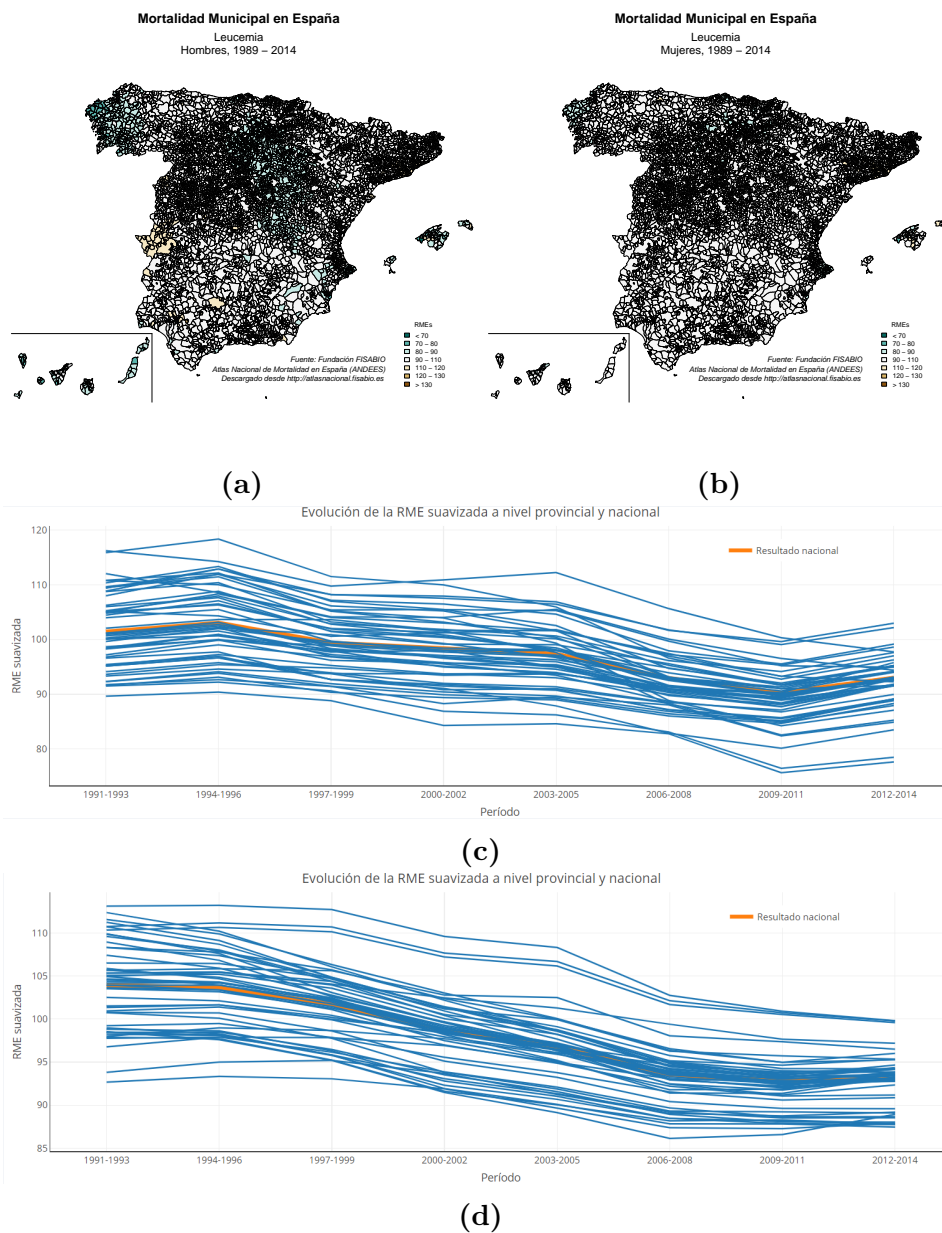 Mortalidad Municipal en España
Leucemia
Hombres, 1989 – 2014
RMEs
< 70
70 – 80
80 – 90
90 – 110
110 – 120
120 – 130
> 130
Fuente: Fundación FISABIO
Atlas Nacional de Mortalidad en España (ANDEES)
Descargado desde http://atlasnacional.fisabio.es
(a)
Mortalidad Municipal en España
Leucemia
Mujeres, 1989 – 2014
RMEs
< 70
70 – 80
80 – 90
90 – 110
110 – 120
120 – 130
> 130
Fuente: Fundación FISABIO
Atlas Nacional de Mortalidad en España (ANDEES)
Descargado desde http://atlasnacional.fisabio.es
(b)
Evolución de la RME suavizada a nivel provincial y nacional
Resultado nacional
RME suavizada
120
110
100
90
80
1991-1993 1994-1996 1997-1999 2000-2002 2003-2005 2006-2008 2009-2011 2012-2014
Período
(c)
Evolución de la RME suavizada a nivel provincial y nacional
Resultado nacional
RME suavizada
110
105
100
95
90
85
1991-1993 1994-1996 1997-1999 2000-2002 2003-2005 2006-2008 2009-2011 2012-2014
Período
(d)